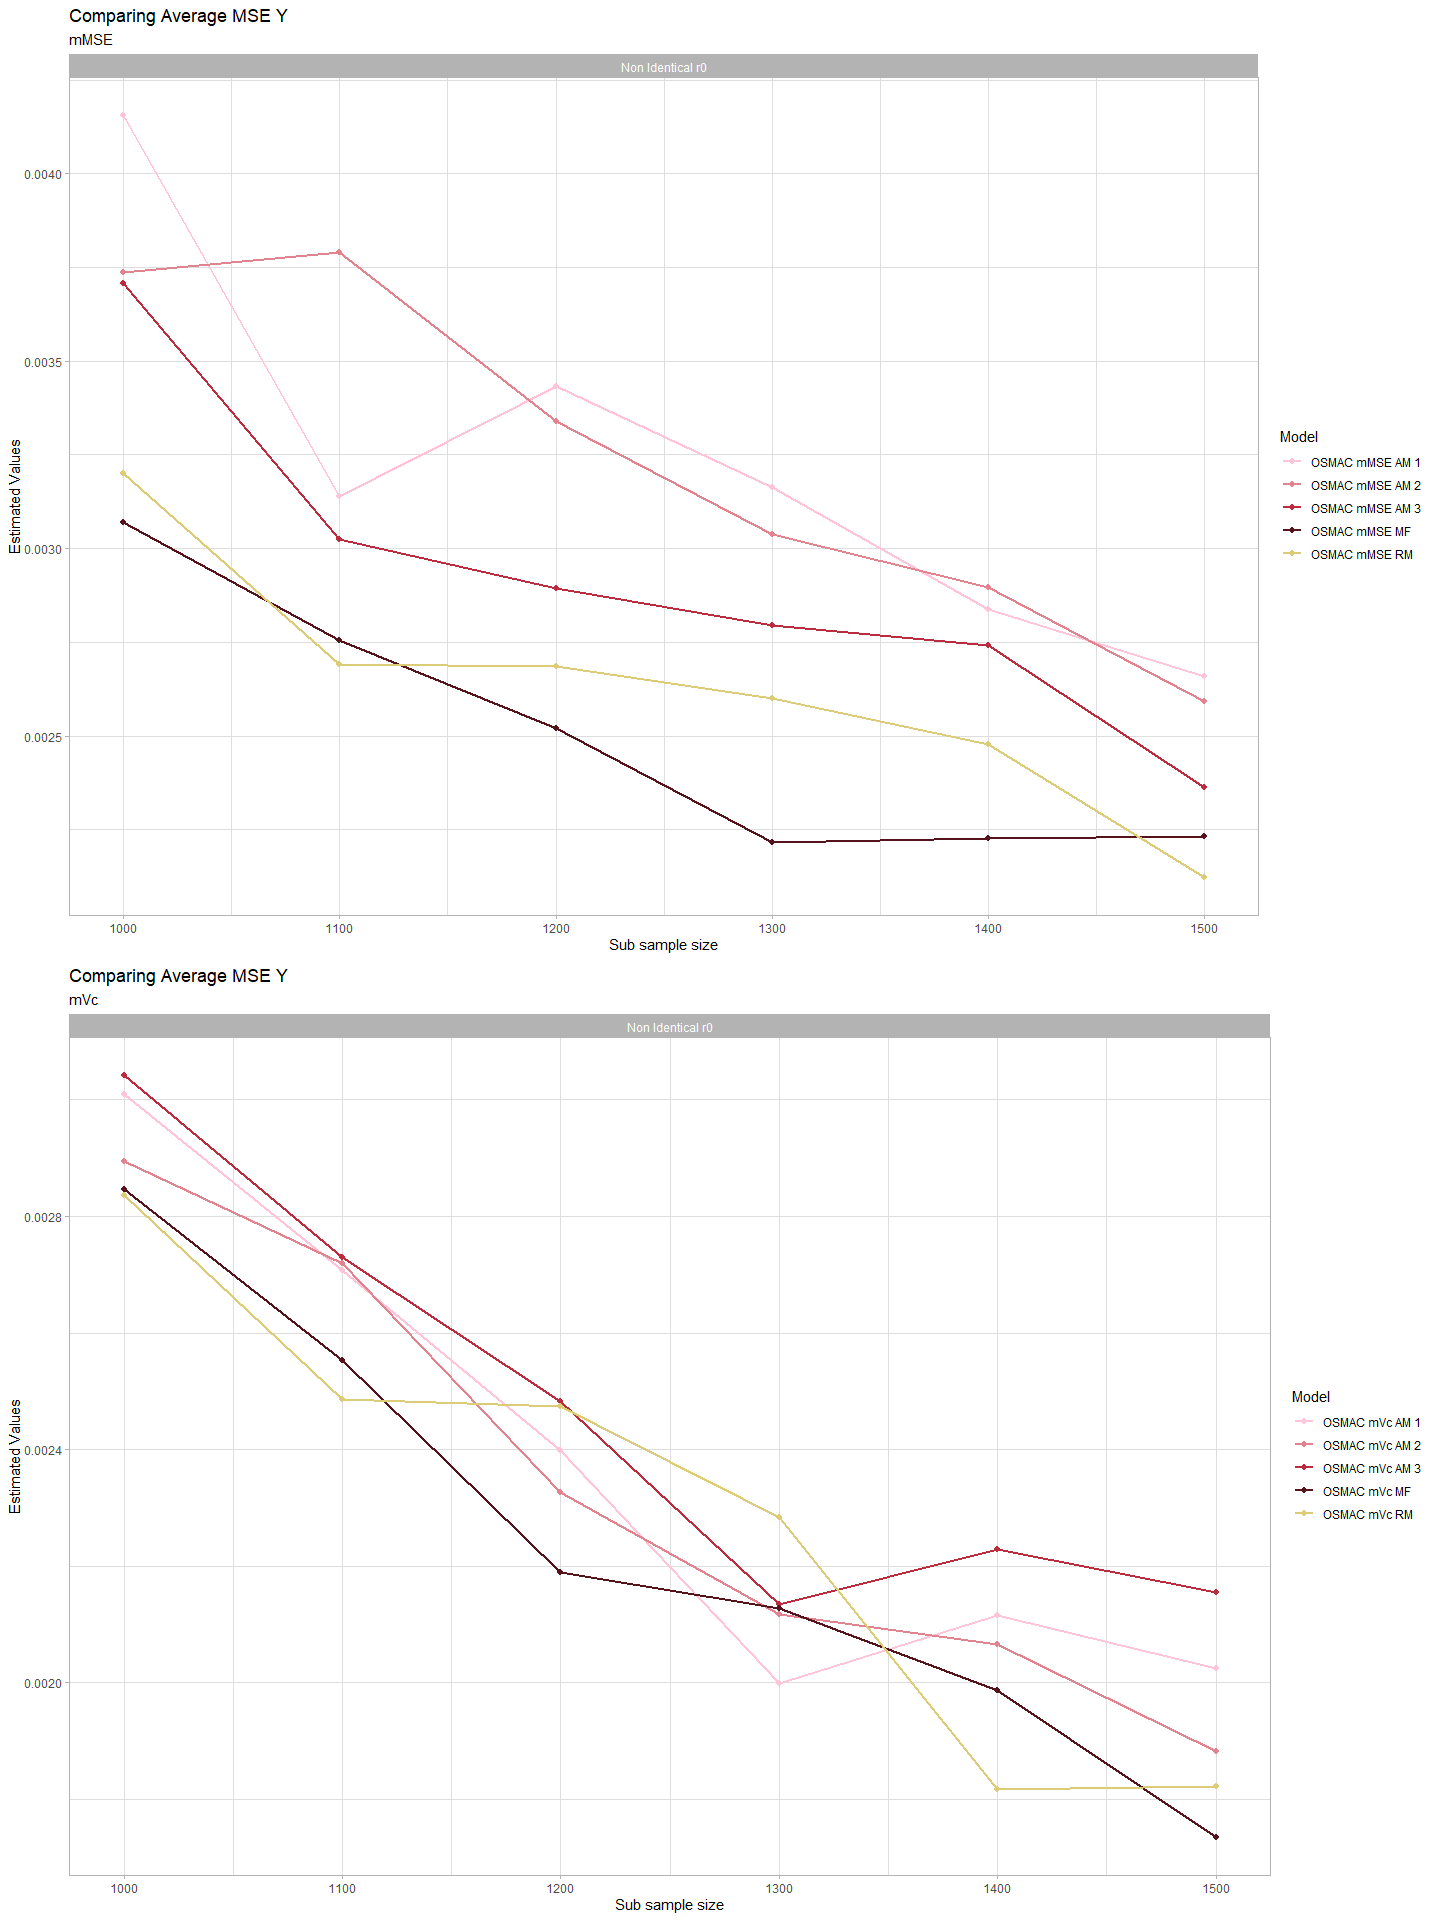 Comparing Average MSE Y
mMSE
Non Identical r0
Estimated Values
0.0040
0.0035
0.0030
0.0025
1000 1100 1200 1300 1400 1500
Sub sample size
Model
OSMAC mMSE AM 1
OSMAC mMSE AM 2
OSMAC mMSE AM 3
OSMAC mMSE MF
OSMAC mMSE RM
Comparing Average MSE Y
mVc
Non Identical r0
Estimated Values
0.0028
0.0024
0.0020
1000 1100 1200 1300 1400 1500
Sub sample size
Model
OSMAC mVc AM 1
OSMAC mVc AM 2
OSMAC mVc AM 3
OSMAC mVc MF
OSMAC mVc RM